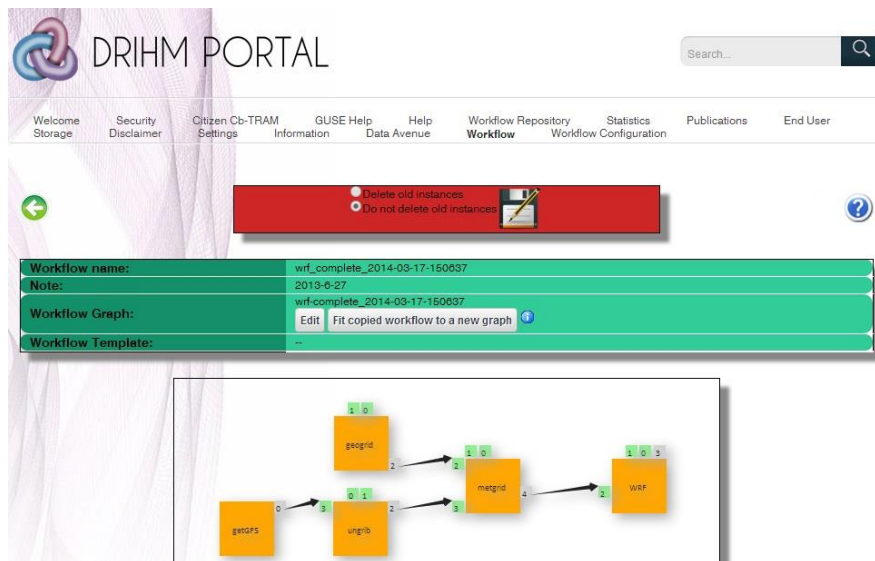 DRIHM PORTAL
Search...
Welcome Security Citizen Cb-TRAM GUSE Help Help Workflow Repository Statistics Publications End User
Storage Disclaimer Settings Information Data Avenue Workflow Workflow Configuration
Delete old instances
Do not delete old instances
Workflow name: wrf_complete_2014-03-17-150637
Note: 2013-6-27
Workflow Graph: wrf-complete_2014-03-17-150637
Edit Fit copied workflow to a new graph
Workflow Template: --
1 0
geogrid
2
1 0
2
metgrid
4
3
1 0 3
WRF
2
getGFS
0
0 1
3
ungrib
2